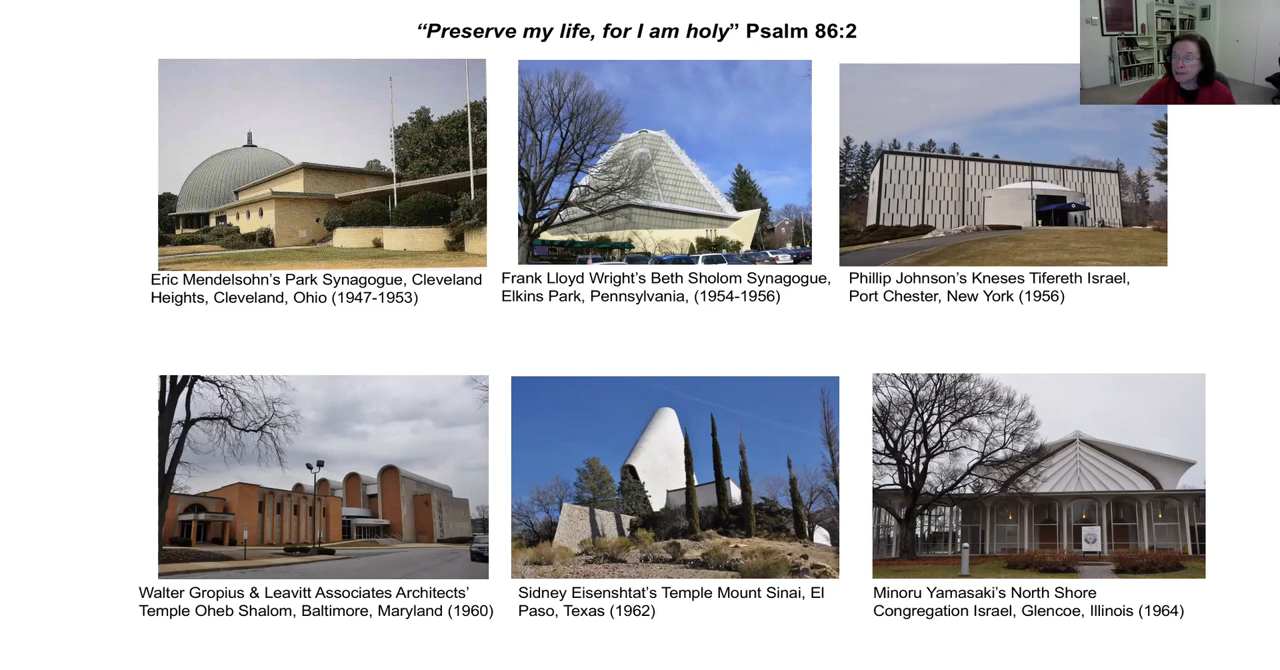 “Preserve my life, for I am holy” Psalm 86:2
Eric Mendelsohn’s Park Synagogue, Cleveland
Heights, Cleveland, Ohio (1947-1953)
Frank Lloyd Wright’s Beth Sholom Synagogue,
Elkins Park, Pennsylvania, (1954-1956)
Phillip Johnson’s Kneses Tifereth Israel,
Port Chester, New York (1956)
Walter Gropius & Leavitt Associates Architects’
Temple Oheb Shalom, Baltimore, Maryland (1960)
Sidney Eisenshtat’s Temple Mount Sinai, El
Paso, Texas (1962)
Minoru Yamasaki’s North Shore
Congregation Israel, Glencoe, Illinois (1964)